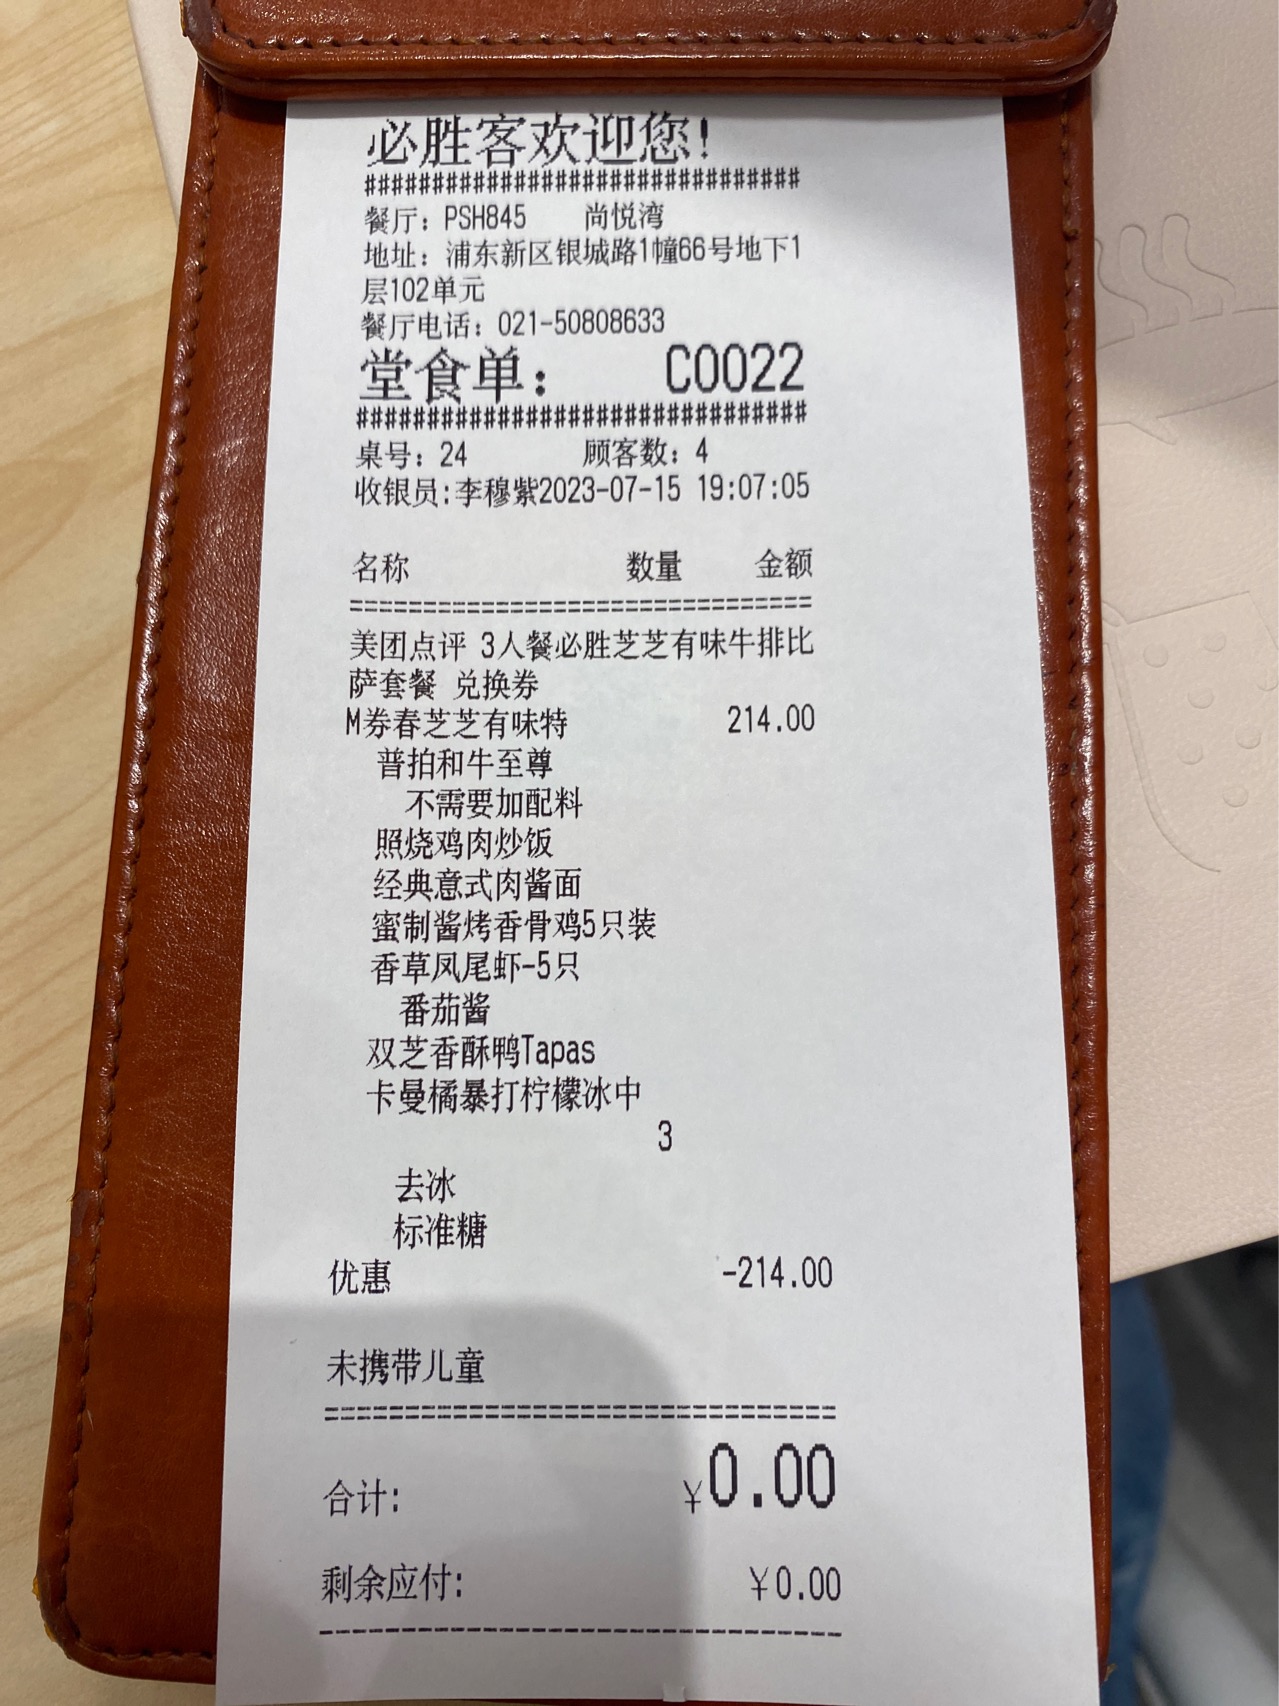 必胜客欢迎您!
################################
餐厅: PSH845 尚悦湾
地址: 浦东新区银城路1幢66号地下1
层102单元
餐厅电话: 021-50808633
堂食单: C0022
################################
桌号: 24 顾客数: 4
收银员:李穆紫2023-07-15 19:07:05
名称 数量 金额
================================
美团点评 3人餐必胜芝芝有味牛排比
萨套餐 兑换券
M券春芝芝有味特 214.00
普拍和牛至尊
不需要加配料
照烧鸡肉炒饭
经典意式肉酱面
蜜制酱烤香骨鸡5只装
香草凤尾虾-5只
番茄酱
双芝香酥鸭Tapas
卡曼橘暴打柠檬冰中
3
去冰
标准糖
优惠 -214.00
未携带儿童
================================
合计: ¥0.00
剩余应付: ¥0.00
--------------------------------